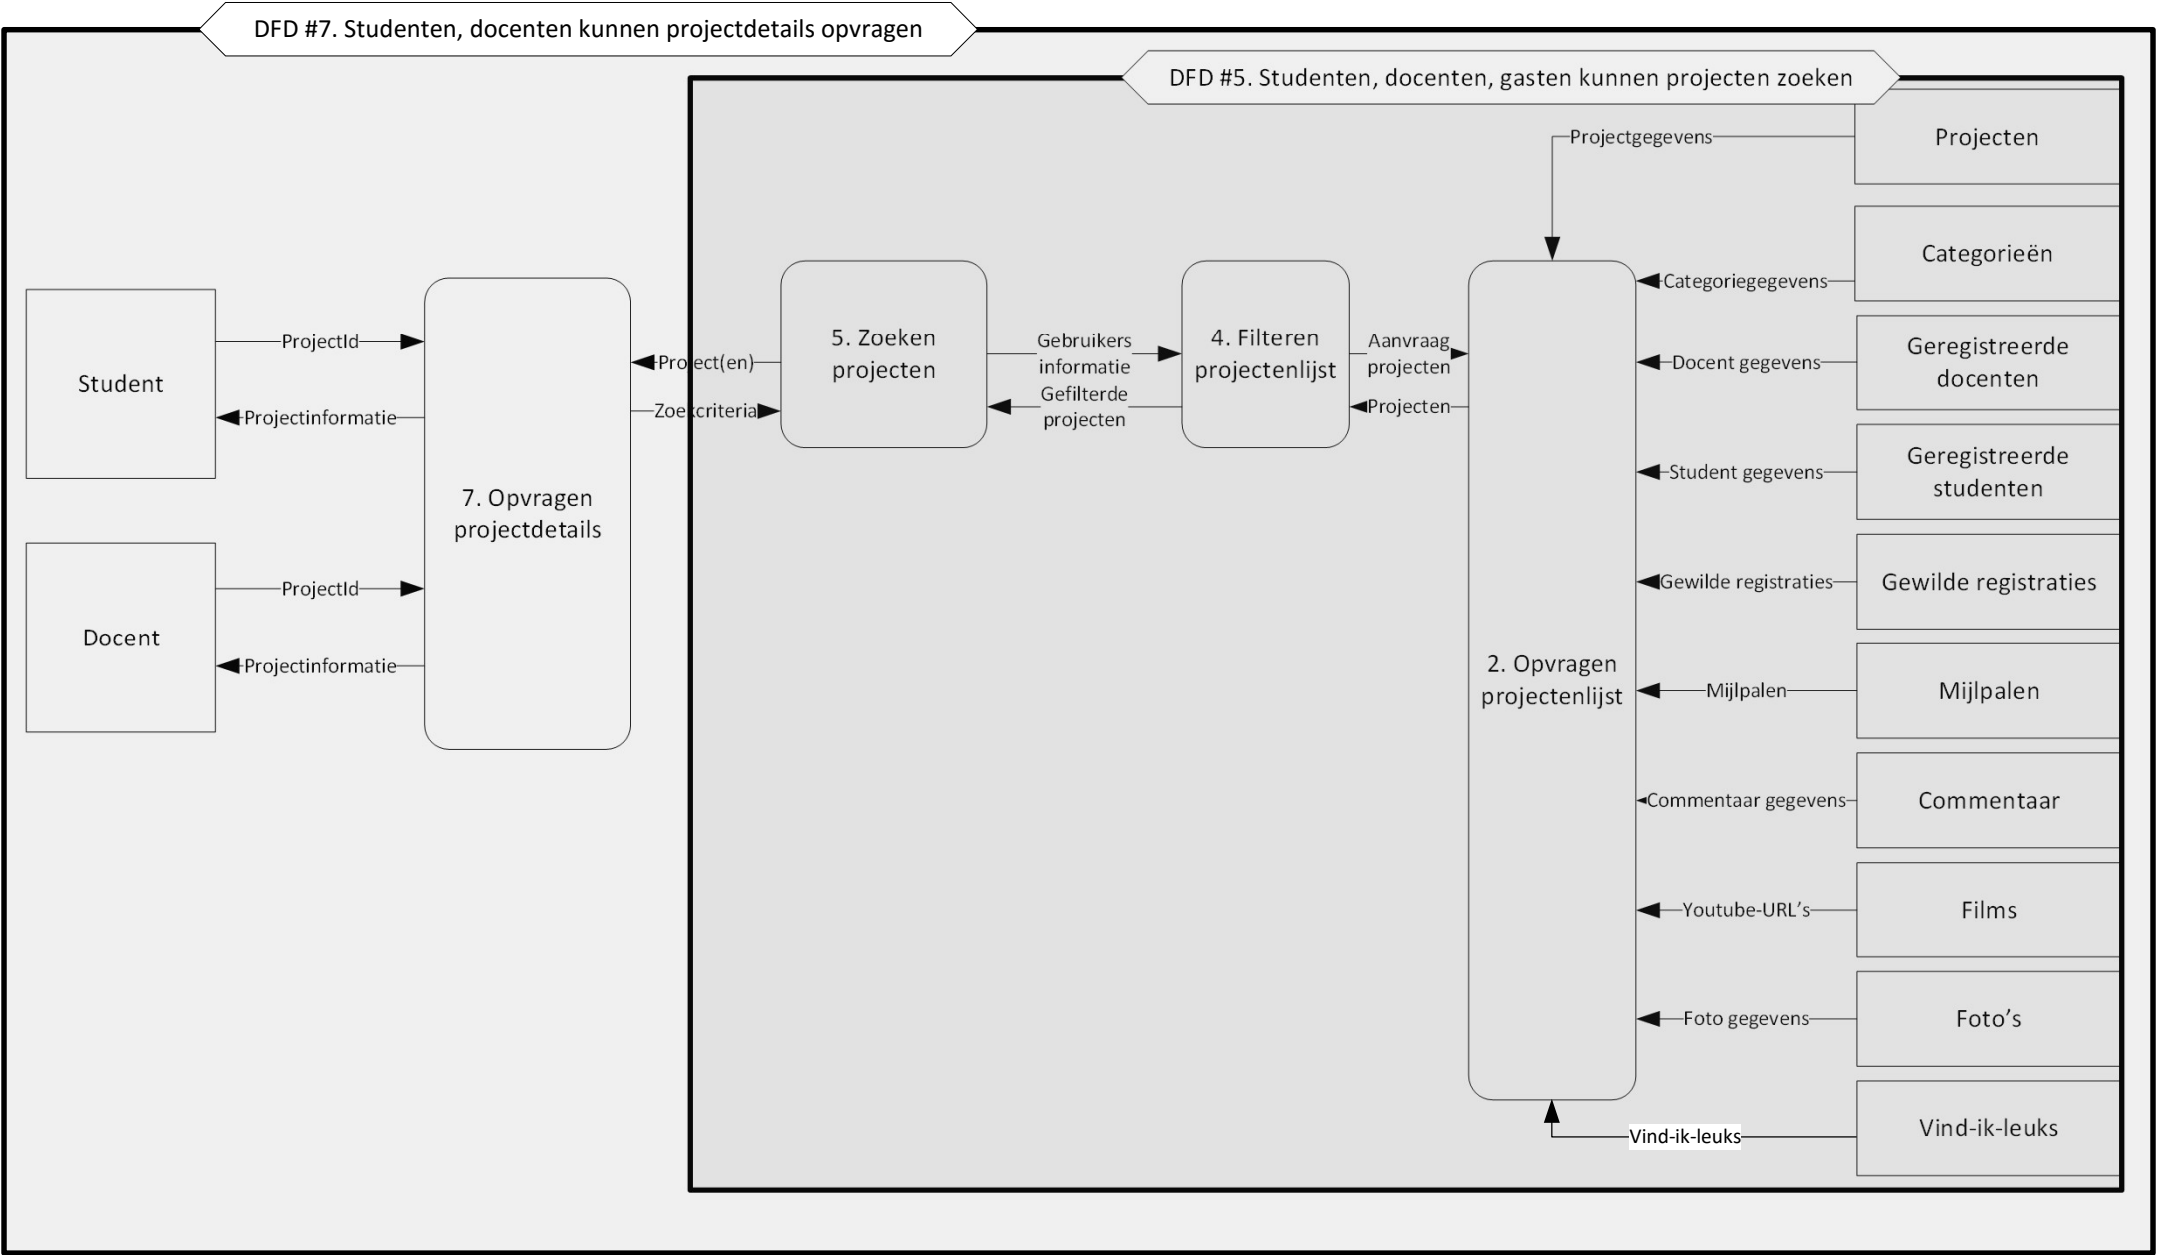 DFD #7. Studenten, docenten kunnen projectdetails opvragen
DFD #5. Studenten, docenten, gasten kunnen projecten zoeken
Student
Docent
ProjectId
Projectinformatie
ProjectId
Projectinformatie
7. Opvragen
projectdetails
Project(en)
Zoekcriteria
5. Zoeken
projecten
Gebruikers
informatie
Gefilterde
projecten
4. Filteren
projectenlijst
Aanvraag
projecten
Projecten
2. Opvragen
projectenlijst
Projectgegevens
Categoriegegevens
Docent gegevens
Student gegevens
Gewilde registraties
Mijlpalen
Commentaar gegevens
Youtube-URL’s
Foto gegevens
Vind-ik-leuks
Projecten
Categorieën
Geregistreerde
docenten
Geregistreerde
studenten
Gewilde registraties
Mijlpalen
Commentaar
Films
Foto’s
Vind-ik-leuks